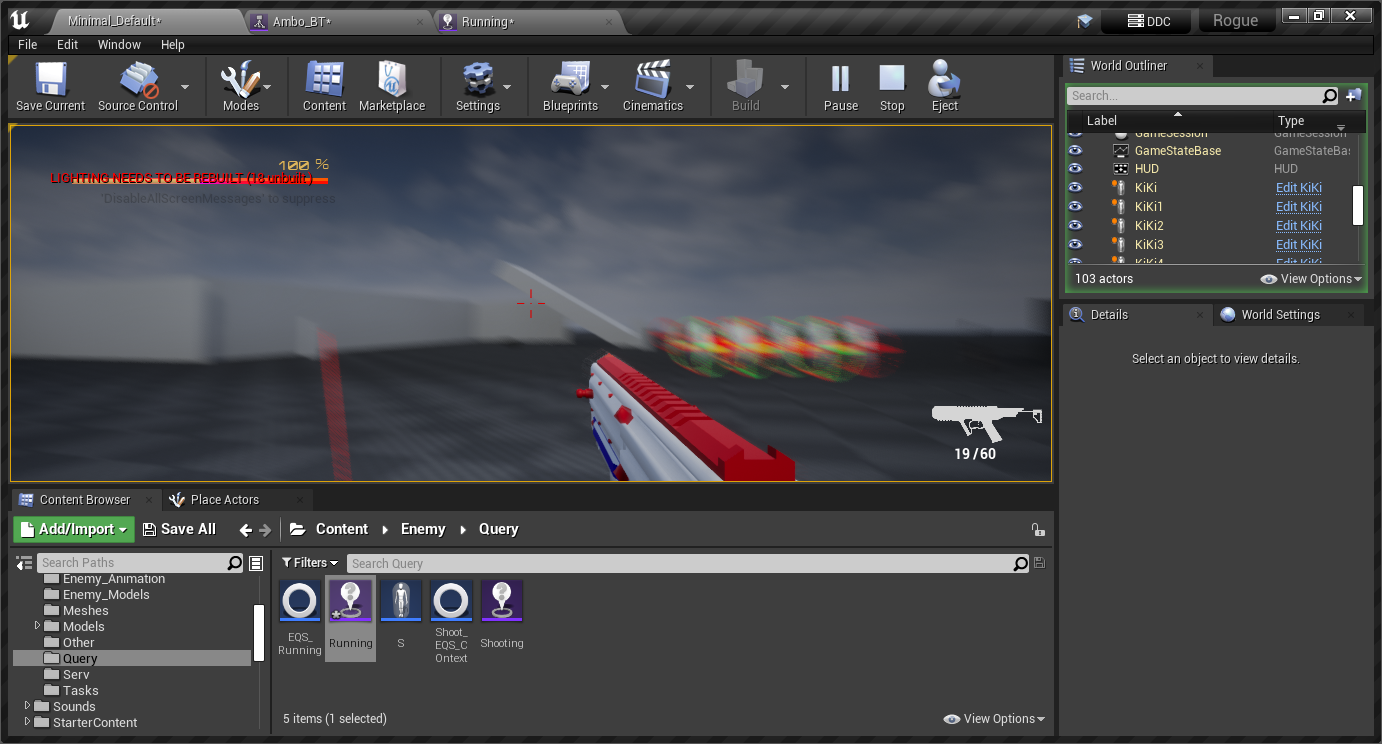 Minimal_Default*
Ambo_BT*
Running*
DDC
Rogue
File Edit Window Help
Save Current
Source Control
Modes
Content
Marketplace
Settings
Blueprints
Cinematics
Build
Pause
Stop
Eject
100 %
LIGHTING NEEDS TO BE REBUILT (18 unbuilt)
'DisableAllScreenMessages' to suppress
19 / 60
World Outliner
Search...
Label Type
GameSession GameSession
GameStateBase GameStateBas
HUD HUD
KiKi Edit KiKi
KiKi1 Edit KiKi
KiKi2 Edit KiKi
KiKi3 Edit KiKi
KiKi4 Edit KiKi
103 actors
View Options
Details
World Settings
Select an object to view details.
Content Browser
Place Actors
Add/Import
Save All
Content
Enemy
Query
Search Paths
Enemy_Animation
Enemy_Models
Meshes
Models
Other
Query
Serv
Tasks
Sounds
StarterContent
Filters
Search Query
EQS_
Running
Running
S
Shoot_
EQS_C
Ontext
Shooting
5 items (1 selected)
View Options